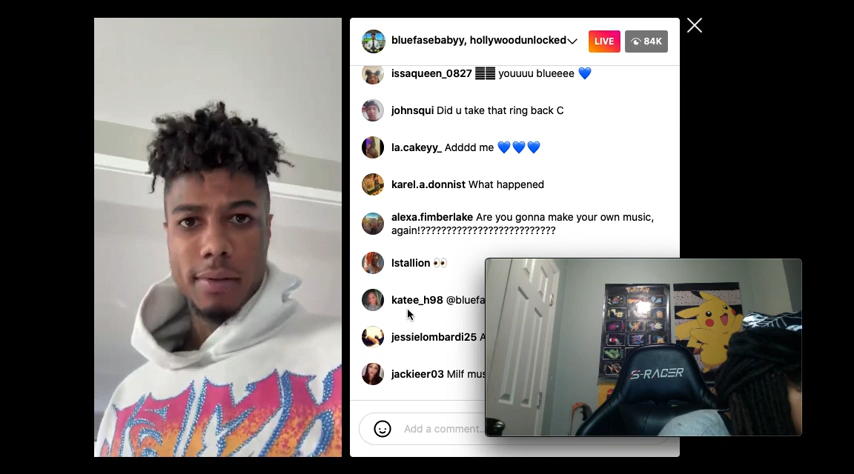 bluefasebabyy, hollywoodunlocked
LIVE
84K
issaqueen_0827 youuuu blueeee 💙
johnsqui Did u take that ring back C
la.cakeyy_ Adddd me 💙💙💙
karel.a.donnist What happened
alexa.fimberlake Are you gonna make your own music,
again!??????????????????????????
lstallion 👀
katee_h98 @bluefa
jessielombardi25 A
jackieer03 Milf mus
Add a comment...
S-RACER